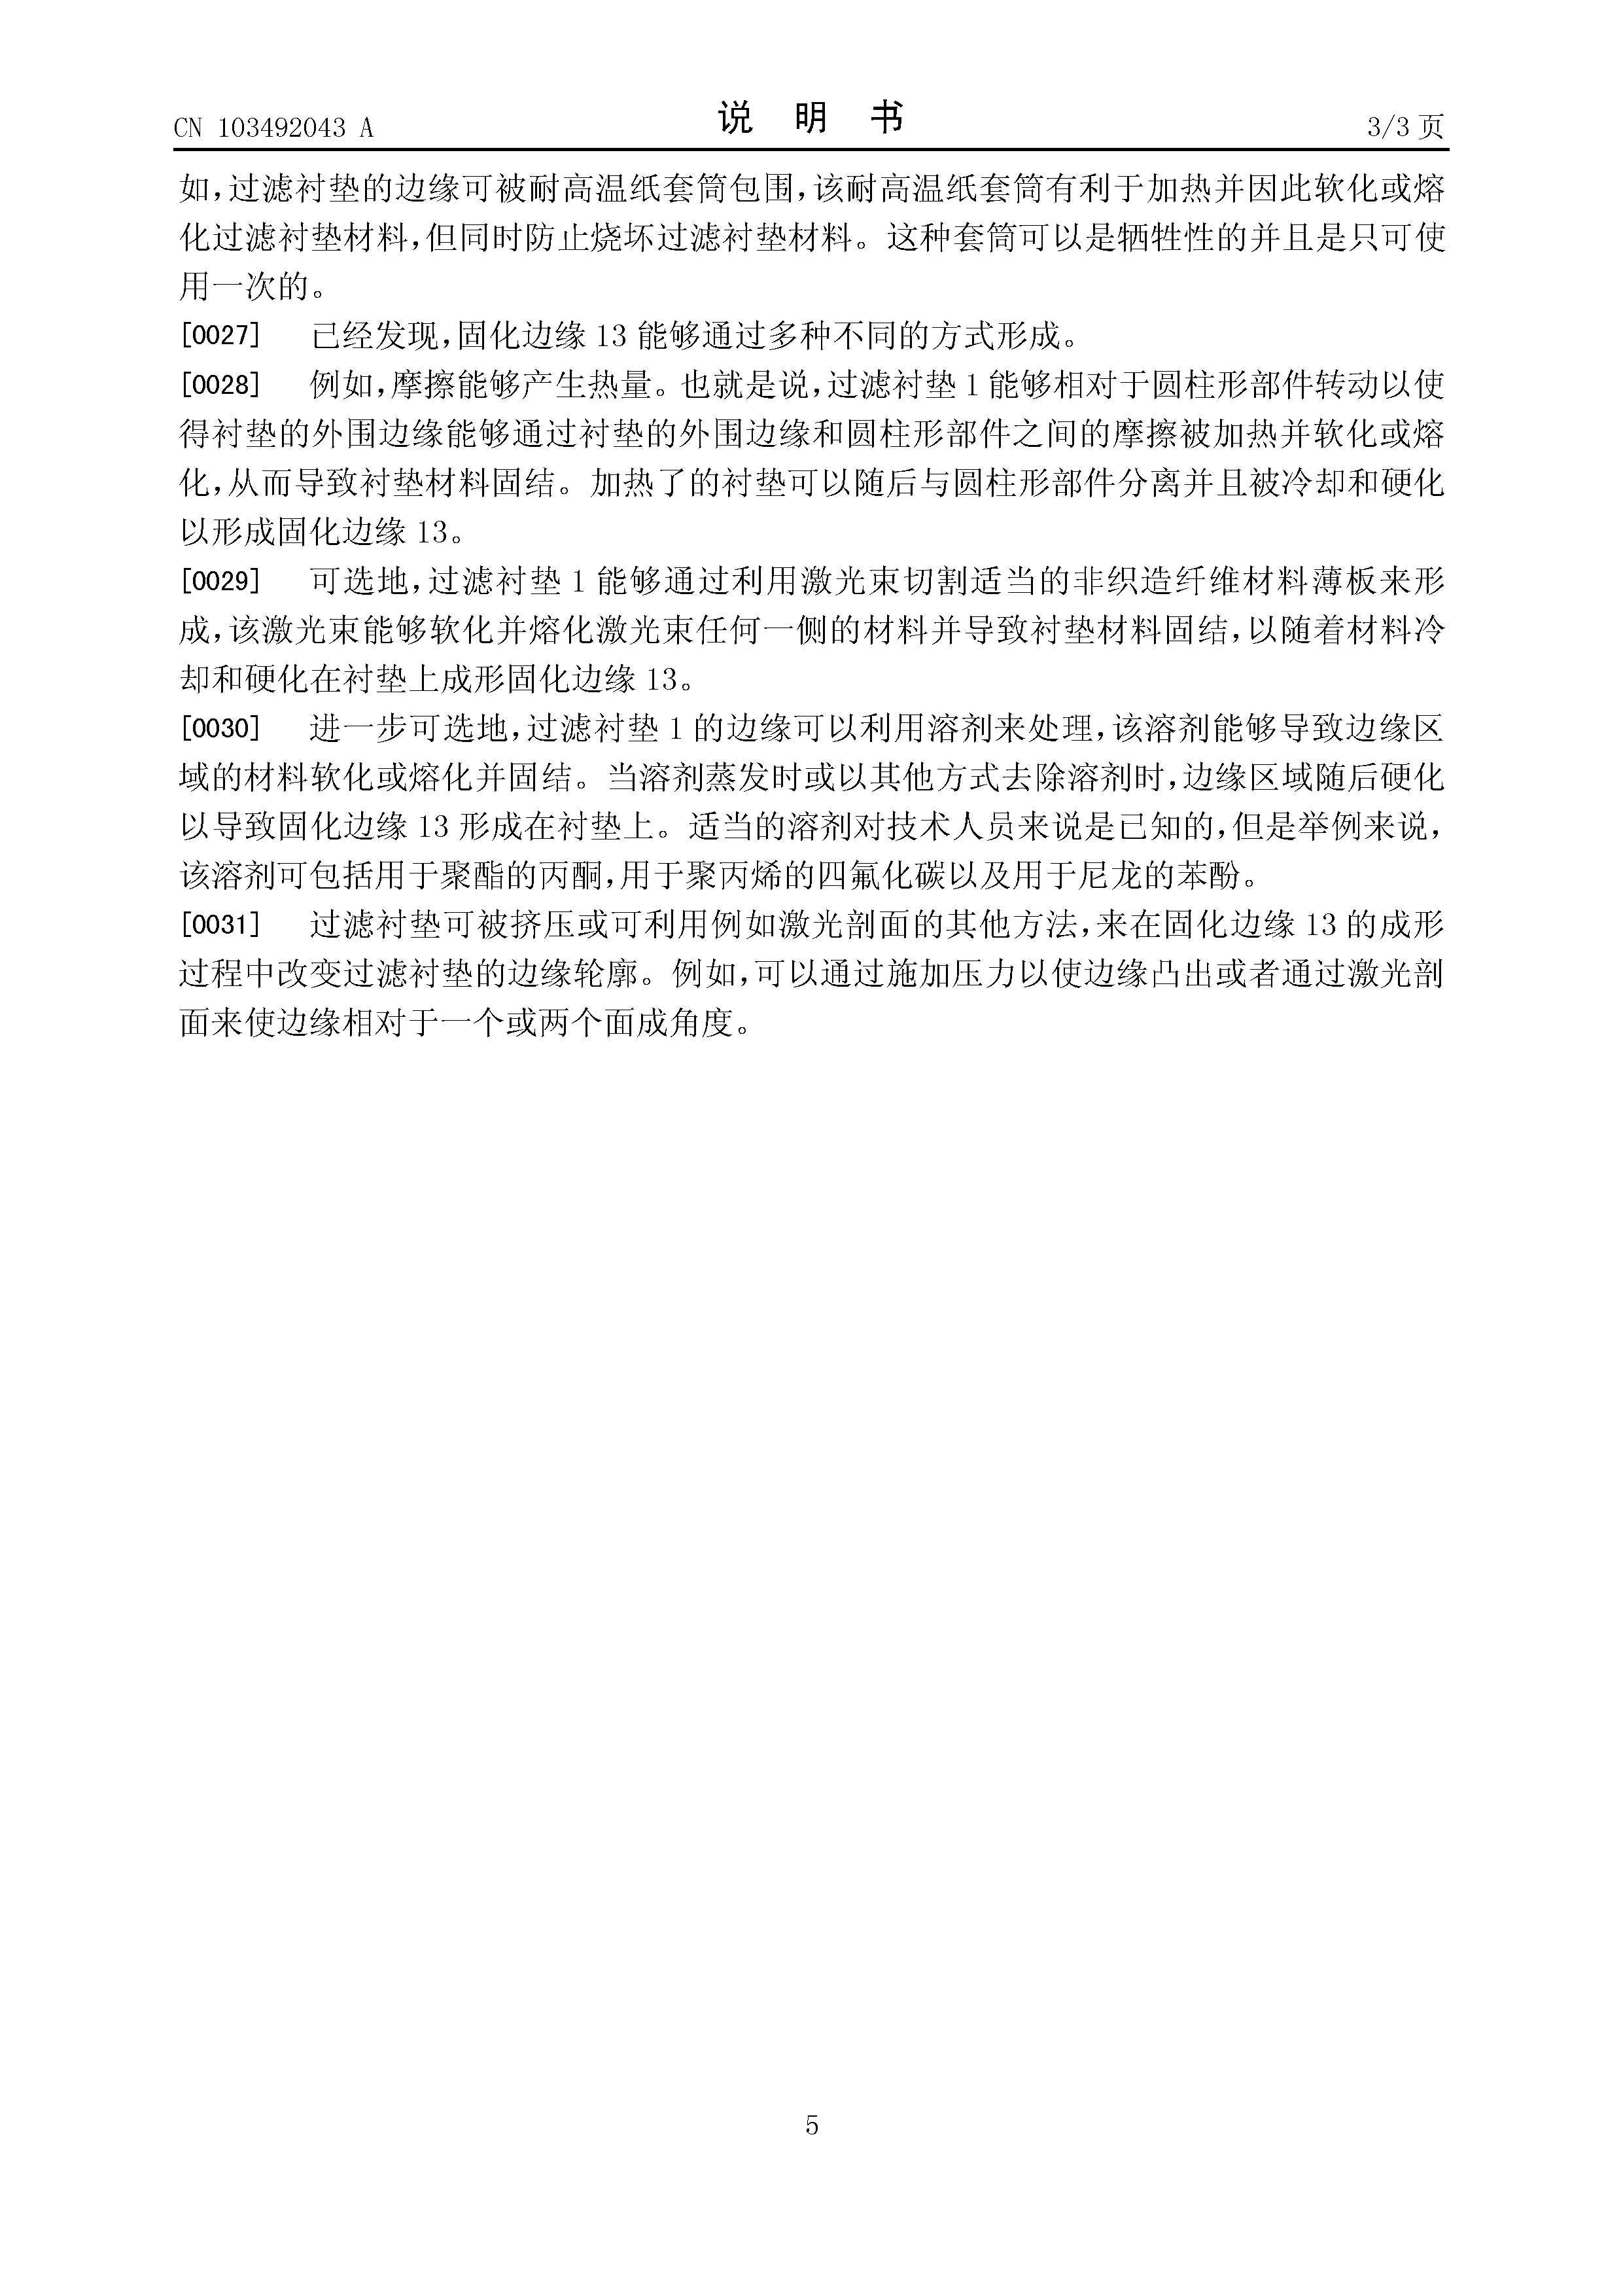 CN 103492043 A
说 明 书
3/3 页
如,过滤衬垫的边缘可被耐高温纸套筒包围,该耐高温纸套筒有利于加热并因此软化或熔
化过滤衬垫材料,但同时防止烧坏过滤衬垫材料。这种套筒可以是牺牲性的并且是只可使
用一次的。
[0027] 已经发现,固化边缘 13 能够通过多种不同的方式形成。
[0028] 例如,摩擦能够产生热量。也就是说,过滤衬垫 1 能够相对于圆柱形部件转动以使
得衬垫的外围边缘能够通过衬垫的外围边缘和圆柱形部件之间的摩擦被加热并软化或熔
化,从而导致衬垫材料固结。加热了的衬垫可以随后与圆柱形部件分离并且被冷却和硬化
以形成固化边缘 13。
[0029] 可选地,过滤衬垫 1 能够通过利用激光束切割适当的非织造纤维材料薄板来形
成,该激光束能够软化并熔化激光束任何一侧的材料并导致衬垫材料固结,以随着材料冷
却和硬化在衬垫上成形固化边缘 13。
[0030] 进一步可选地,过滤衬垫 1 的边缘可以利用溶剂来处理,该溶剂能够导致边缘区
域的材料软化或熔化并固结。当溶剂蒸发时或以其他方式去除溶剂时,边缘区域随后硬化
以导致固化边缘 13 形成在衬垫上。适当的溶剂对技术人员来说是已知的,但是举例来说,
该溶剂可包括用于聚酯的丙酮,用于聚丙烯的四氟化碳以及用于尼龙的苯酚。
[0031] 过滤衬垫可被挤压或可利用例如激光剖面的其他方法,来在固化边缘 13 的成形
过程中改变过滤衬垫的边缘轮廓。例如,可以通过施加压力以使边缘凸出或者通过激光剖
面来使边缘相对于一个或两个面成角度。
5